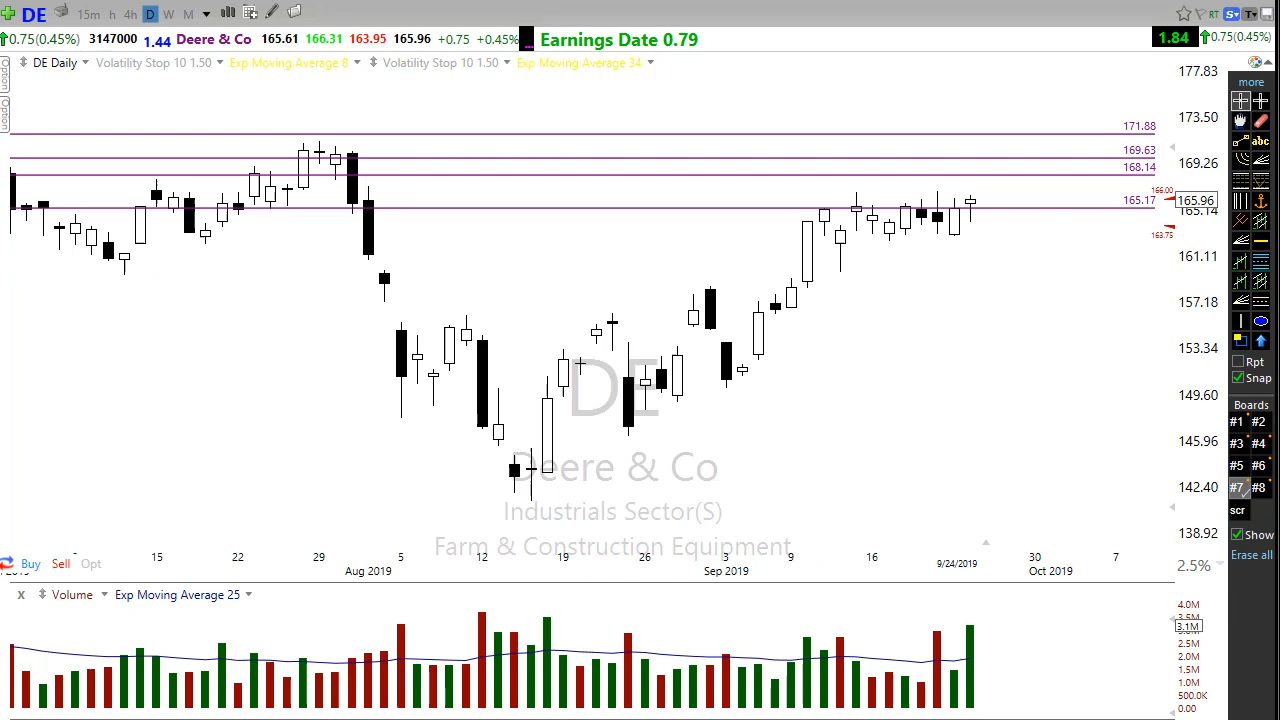 DE 15m h 4h D W M RT S T
0.75(0.45%) 3147000 1.44 Deere & Co 165.61 166.31 163.95 165.96 +0.75 +0.45% ... Earnings Date 0.79 1.84 0.75(0.45%)
DE Daily Volatility Stop 10 1.50 Exp Moving Average 8 Volatility Stop 10 1.50 Exp Moving Average 34
Option
Option
177.83
173.50
169.26
165.96
165.14
161.11
157.18
153.34
149.60
145.96
142.40
138.92
2.5%
171.88
169.63
168.14
165.17
166.00
163.75
DE
Deere & Co
Industrials Sector(S)
Farm & Construction Equipment
15 22 29 5 12 19 26 3 9 16 9/24/2019 30 7
Aug 2019 Sep 2019 Oct 2019
Buy Sell Opt
X Volume Exp Moving Average 25
4.0M
3.1M
2.5M
2.0M
1.5M
1.0M
500.0K
0.00
more
abc
Rpt
Snap
Boards
#1 #2
#3 #4
#5 #6
#7 #8
scr
Show
Erase all